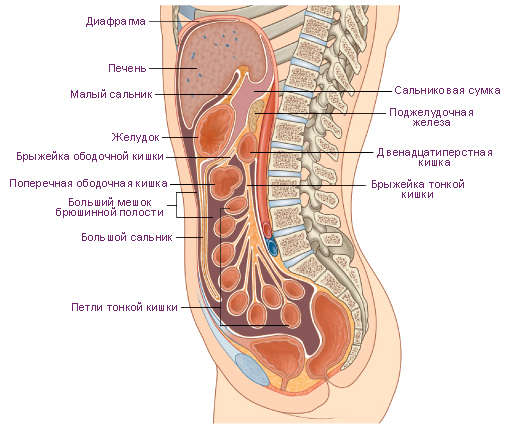 Диафрагма
Печень
Малый сальник
Желудок
Брыжейка ободочной кишки
Поперечная ободочная кишка
Больший мешок
брюшинной полости
Большой сальник
Петли тонкой кишки
Сальниковая сумка
Поджелудочная
железа
Двенадцатиперстная
кишка
Брыжейка тонкой
кишки